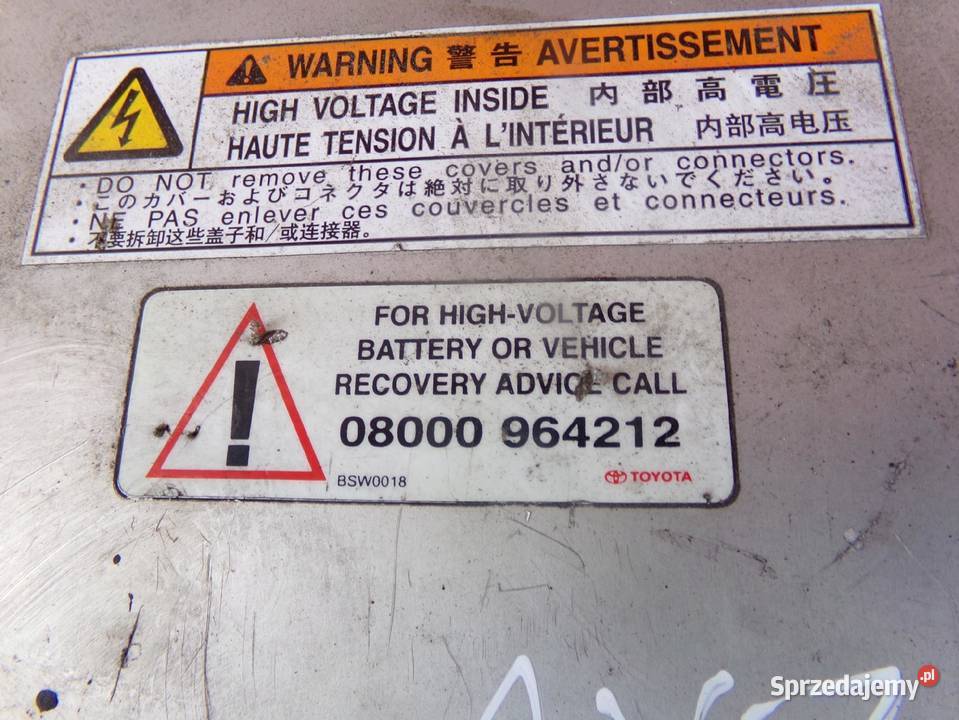 WARNING 警告 AVERTISSEMENT
HIGH VOLTAGE INSIDE 内部高電圧
HAUTE TENSION À L'INTÉRIEUR 内部高电压
· DO NOT remove these covers and/or connectors.
· このカバーおよびコネクタは絶対に取り外さないでください。
· NE PAS enlever ces couvercles et connecteurs.
· 不要拆卸这些盖子和/或连接器。
FOR HIGH-VOLTAGE
BATTERY OR VEHICLE
RECOVERY ADVICE CALL
08000 964212
BSW0018 TOYOTA
Sprzedajemy.pl